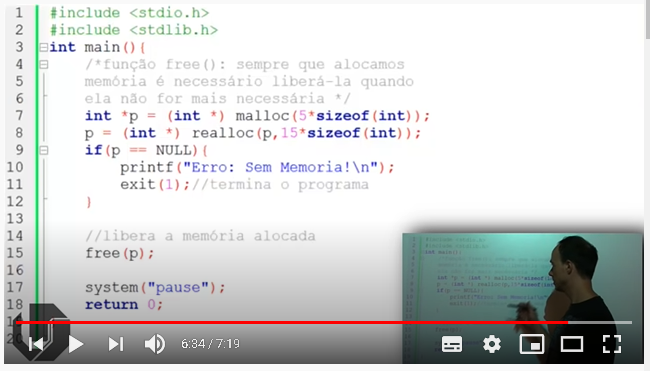 1 #include <stdio.h>
2 #include <stdlib.h>
3 int main(){
4 /*função free(): sempre que alocamos
5 memória é necessário liberá-la quando
6 ela não for mais necessária */
7 int *p = (int *) malloc(5*sizeof(int));
8 p = (int *) realloc(p,15*sizeof(int));
9 if(p == NULL){
10 printf("Erro: Sem Memoria!\n");
11 exit(1);//termina o programa
12 }
13
14 //libera a memória alocada
15 free(p);
16
17 system("pause");
18 return 0;
6:34 / 7:19